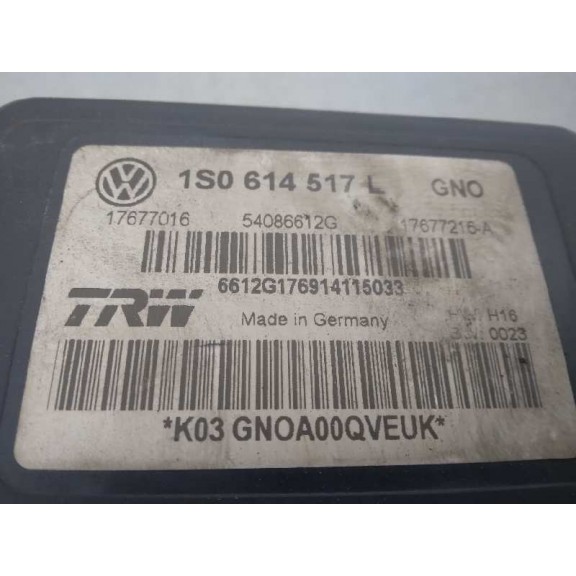 1S0 614 517 L GNO
17677016 54086612G 17677216-A
6612G176914115033
TRW Made in Germany H16
0023
*K03 GNOA00QVEUK*